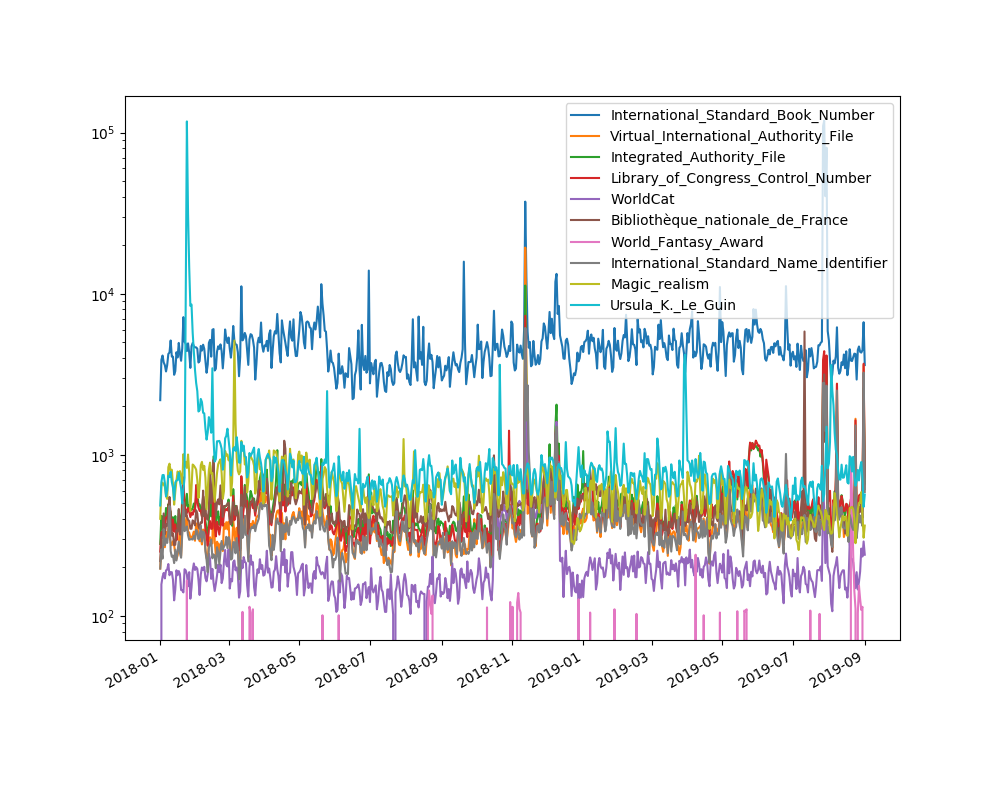 10^5
10^4
10^3
10^2
International_Standard_Book_Number
Virtual_International_Authority_File
Integrated_Authority_File
Library_of_Congress_Control_Number
WorldCat
Bibliothèque_nationale_de_France
World_Fantasy_Award
International_Standard_Name_Identifier
Magic_realism
Ursula_K._Le_Guin
2018-01
2018-03
2018-05
2018-07
2018-09
2018-11
2019-01
2019-03
2019-05
2019-07
2019-09